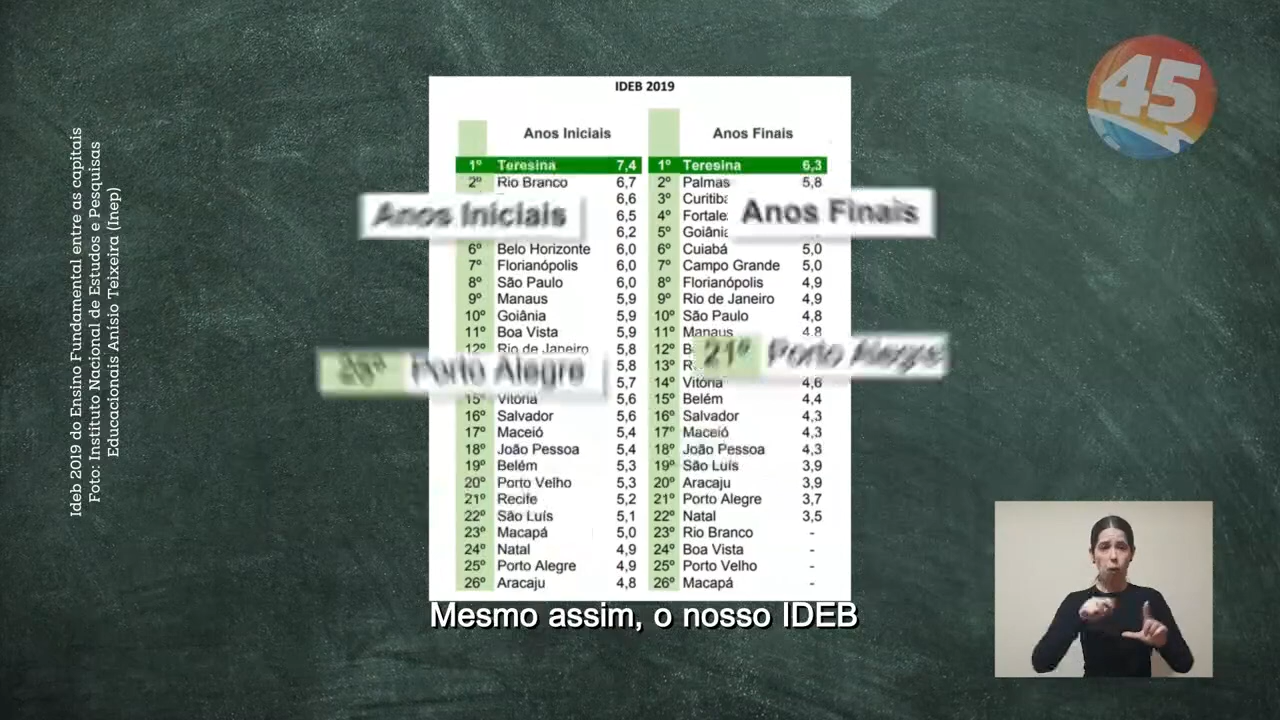 Ideb 2019 do Ensino Fundamental entre as capitais
Foto: Instituto Nacional de Estudos e Pesquisas
Educacionais Anísio Teixeira (Inep)
45
IDEB 2019
Anos Iniciais
1º Teresina 7,4
2º Rio Branco 6,7
6,6
Anos Iniciais
6,5
6,2
6º Belo Horizonte 6,0
7º Florianópolis 6,0
8º São Paulo 6,0
9º Manaus 5,9
10º Goiânia 5,9
11º Boa Vista 5,9
12º Rio de Janeiro 5,8
25º Porto Alegre
5,8
5,7
15º Vitória 5,6
16º Salvador 5,6
17º Maceió 5,4
18º João Pessoa 5,4
19º Belém 5,3
20º Porto Velho 5,3
21º Recife 5,2
22º São Luís 5,1
23º Macapá 5,0
24º Natal 4,9
25º Porto Alegre 4,9
26º Aracaju 4,8
Anos Finais
1º Teresina 6,3
2º Palmas 5,8
3º Curitiba
Anos Finais
4º
5º Goiânia
6º Cuiabá 5,0
7º Campo Grande 5,0
8º Florianópolis 4,9
9º Rio de Janeiro 4,9
10º São Paulo 4,8
11º Manaus 4,8
12º
21º Porto Alegre
13º
14º Vitória 4,6
15º Belém 4,4
16º Salvador 4,3
17º Maceió 4,3
18º João Pessoa 4,3
19º São Luís 3,9
20º Aracaju 3,9
21º Porto Alegre 3,7
22º Natal 3,5
23º Rio Branco -
24º Boa Vista -
25º Porto Velho -
26º Macapá -
Mesmo assim, o nosso IDEB